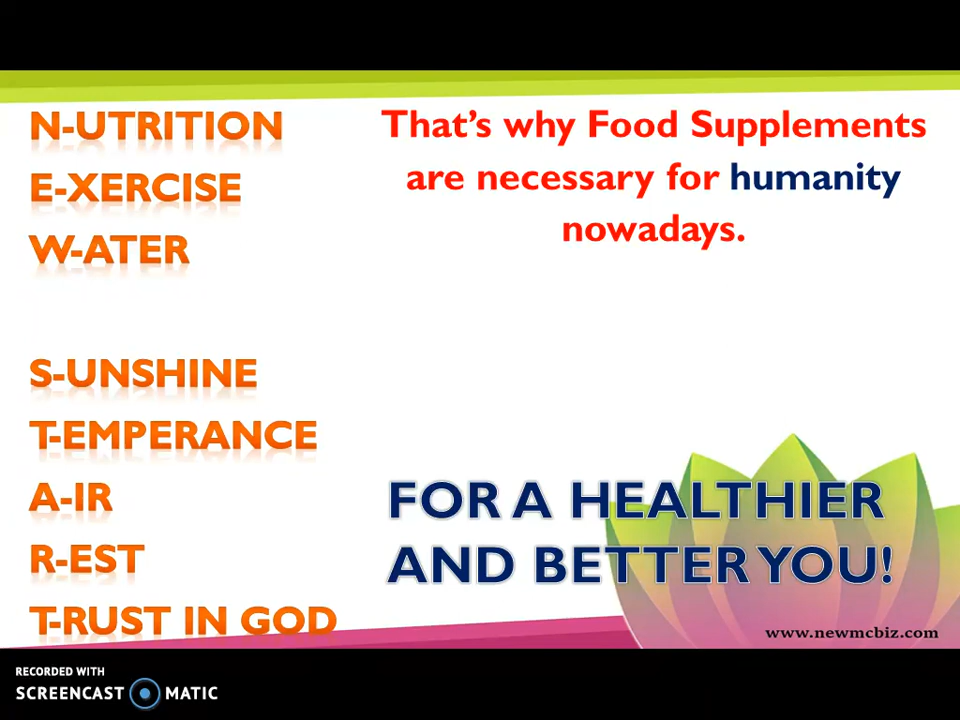 N-UTRITION
E-XERCISE
W-ATER
S-UNSHINE
T-EMPERANCE
A-IR
R-EST
T-RUST IN GOD
That's why Food Supplements
are necessary for humanity
nowadays.
FOR A HEALTHIER
AND BETTER YOU!
www.newmcbiz.com
RECORDED WITH
SCREENCAST MATIC